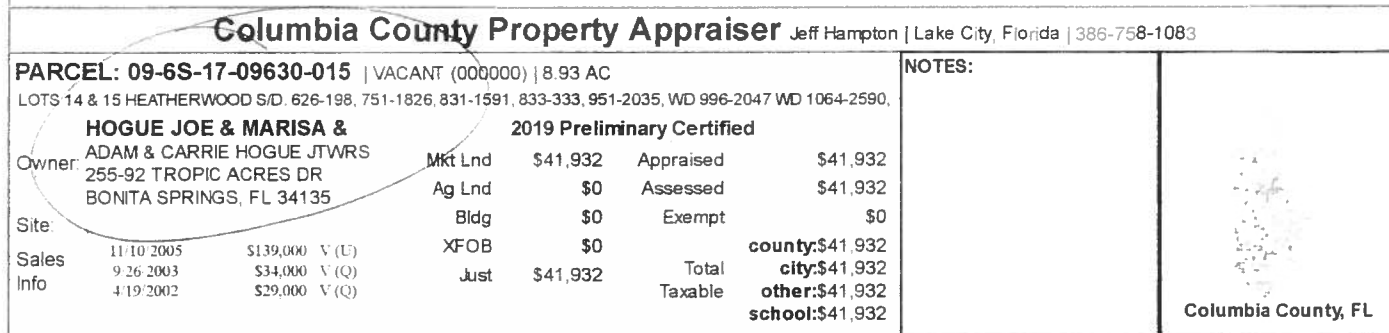 Columbia County Property Appraiser Jeff Hampton | Lake City, Florida | 386-758-1083
PARCEL: 09-6S-17-09630-015 | VACANT (000000) | 8.93 AC
NOTES:
LOTS 14 & 15 HEATHERWOOD S/D. 626-198, 751-1826, 831-1591, 833-333, 951-2035, WD 996-2047 WD 1064-2590,
Owner:
HOGUE JOE & MARISA &
ADAM & CARRIE HOGUE JTWRS
255-92 TROPIC ACRES DR
BONITA SPRINGS, FL 34135
Site:
Sales Info
11/10/2005 $139,000 V (U)
9/26/2003 $34,000 V (Q)
4/19/2002 $29,000 V (Q)
2019 Preliminary Certified
Mkt Lnd $41,932 Appraised $41,932
Ag Lnd $0 Assessed $41,932
Bldg $0 Exempt $0
XFOB $0 county:$41,932
Just $41,932 Total Taxable city:$41,932
other:$41,932
school:$41,932
Columbia County, FL